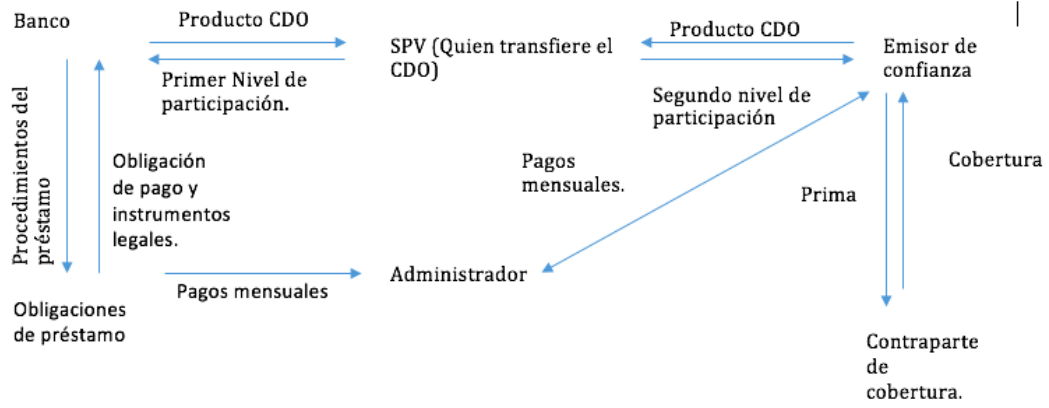 Banco
Producto CDO
SPV (Quien transfiere el
CDO)
Producto CDO
Emisor de
confianza
Primer Nivel de
participación.
Segundo nivel de
participación
Procedimientos del
préstamo
Obligación
de pago y
instrumentos
legales.
Pagos
mensuales.
Prima
Cobertura
Pagos mensuales
Administrador
Obligaciones
de préstamo
Contraparte
de
cobertura.